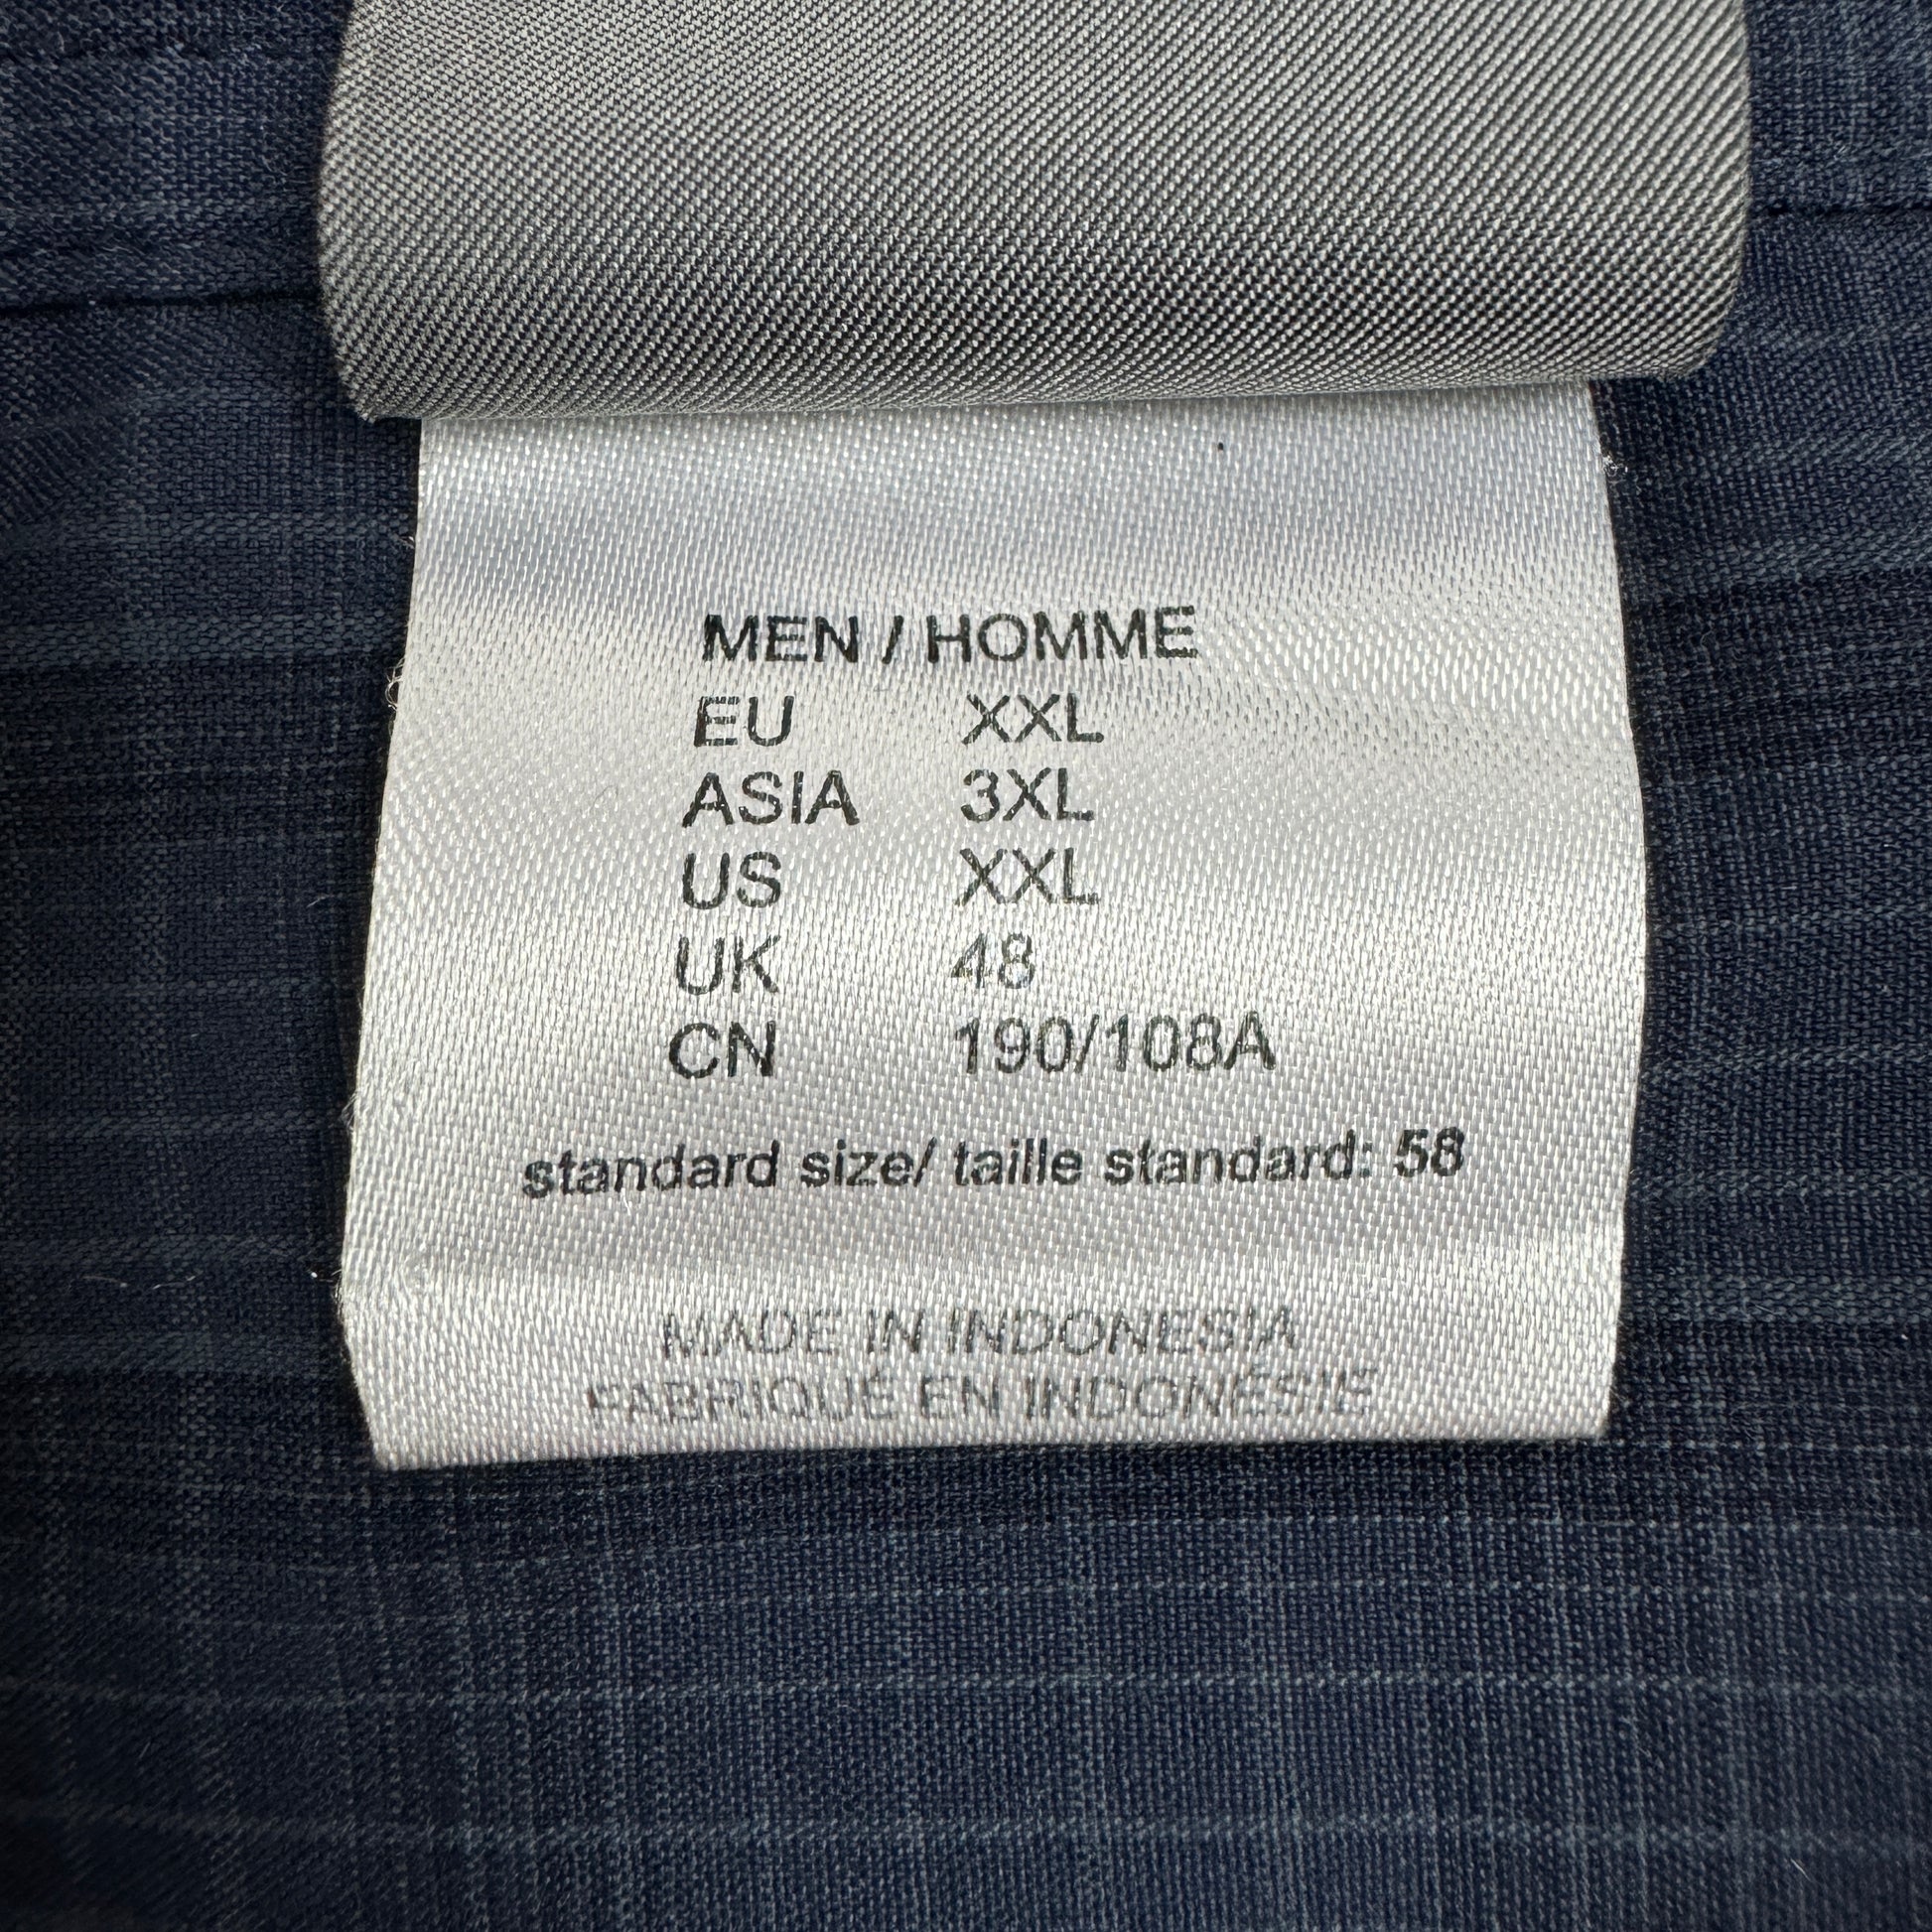 MEN / HOMME
EU XXL
ASIA 3XL
US XXL
UK 48
CN 190/108A
standard size/ taille standard: 58
MADE IN INDONESIA
FABRIQUÉ EN INDONÉSIE